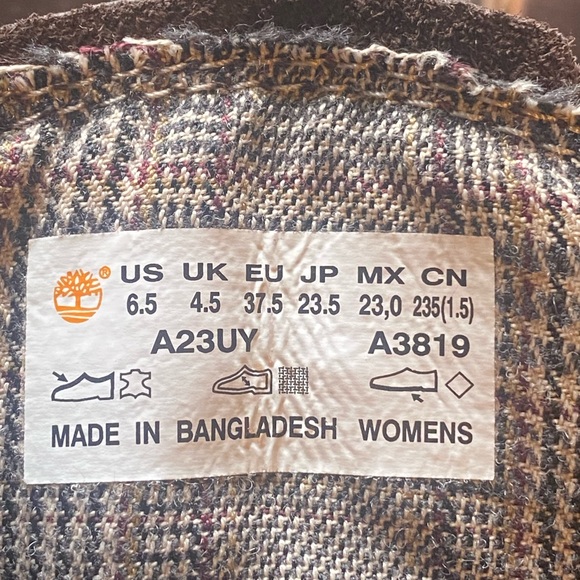 ® US UK EU JP MX CN
6.5 4.5 37.5 23.5 23,0 235(1.5)
A23UY A3819
MADE IN BANGLADESH WOMENS